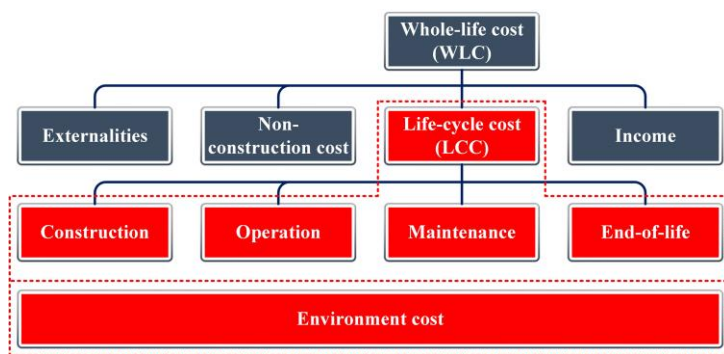 Whole-life cost
(WLC)
Externalities
Non-
construction cost
Life-cycle cost
(LCC)
Income
Construction
Operation
Maintenance
End-of-life
Environment cost